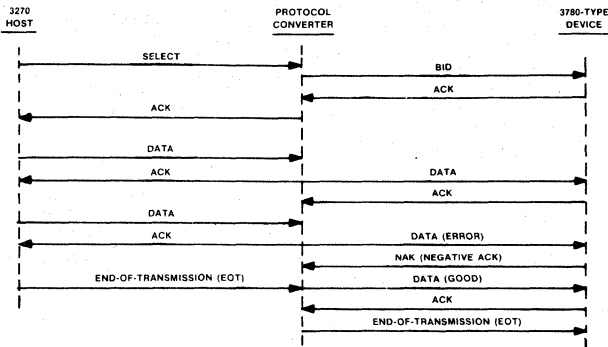 3270 HOST
PROTOCOL CONVERTER
3780-TYPE DEVICE
SELECT
BID
ACK
ACK
DATA
ACK
DATA
ACK
DATA
ACK
DATA (ERROR)
NAK (NEGATIVE ACK)
END-OF-TRANSMISSION (EOT)
DATA (GOOD)
ACK
END-OF-TRANSMISSION (EOT)